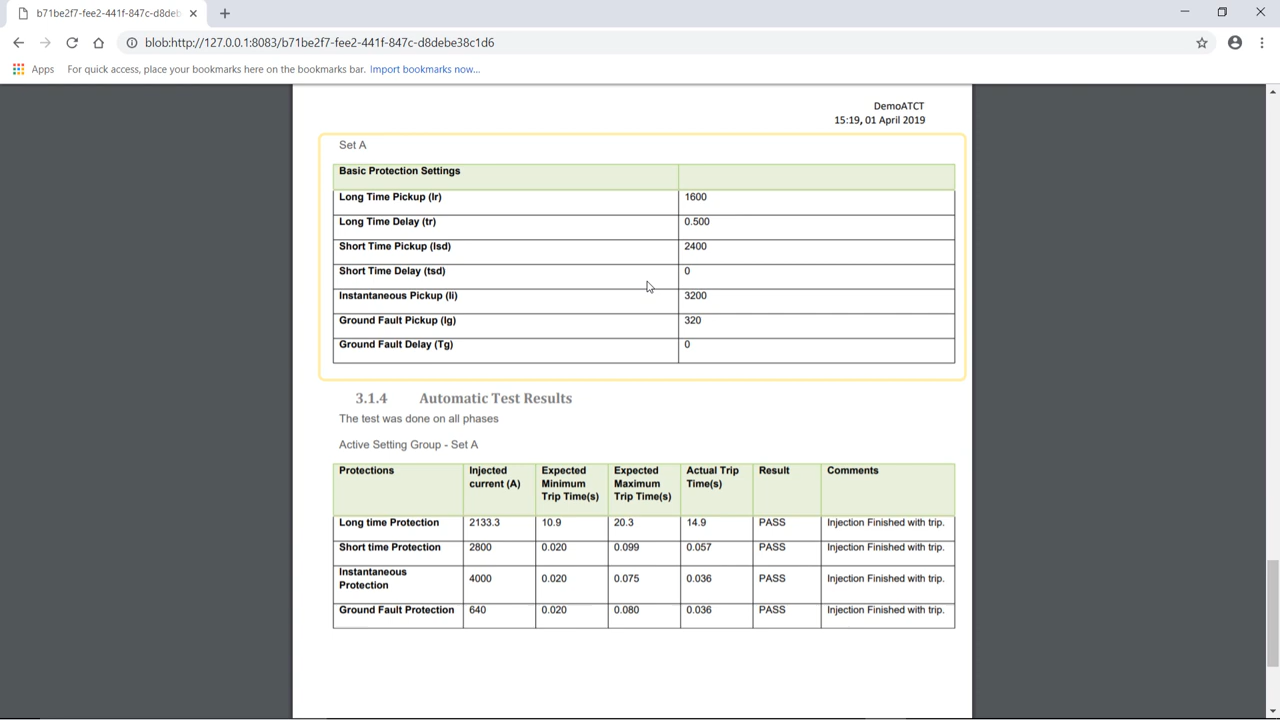 b71be2f7-fee2-441f-847c-d8deb
blob:http://127.0.0.1:8083/b71be2f7-fee2-441f-847c-d8debe38c1d6
Apps For quick access, place your bookmarks here on the bookmarks bar. Import bookmarks now...
DemoATCT
15:19, 01 April 2019
Set A
Basic Protection Settings
Long Time Pickup (Ir) 1600
Long Time Delay (tr) 0.500
Short Time Pickup (Isd) 2400
Short Time Delay (tsd) 0
Instantaneous Pickup (Ii) 3200
Ground Fault Pickup (Ig) 320
Ground Fault Delay (Tg) 0
3.1.4 Automatic Test Results
The test was done on all phases
Active Setting Group - Set A
Protections Injected Expected Expected Actual Trip Result Comments
current (A) Minimum Maximum Time(s)
Trip Time(s) Trip Time(s)
Long time Protection 2133.3 10.9 20.3 14.9 PASS Injection Finished with trip.
Short time Protection 2800 0.020 0.099 0.057 PASS Injection Finished with trip.
Instantaneous
Protection 4000 0.020 0.075 0.036 PASS Injection Finished with trip.
Ground Fault Protection 640 0.020 0.080 0.036 PASS Injection Finished with trip.